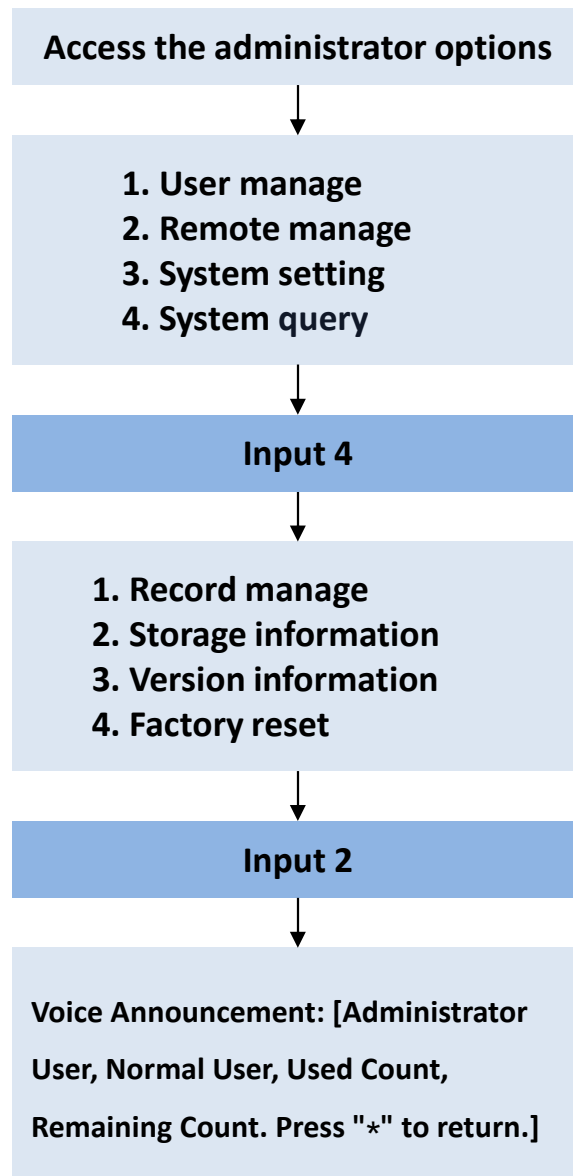 Access the administrator options
1. User manage
2. Remote manage
3. System setting
4. System query
Input 4
1. Record manage
2. Storage information
3. Version information
4. Factory reset
Input 2
Voice Announcement: [Administrator
User, Normal User, Used Count,
Remaining Count. Press "*" to return.]